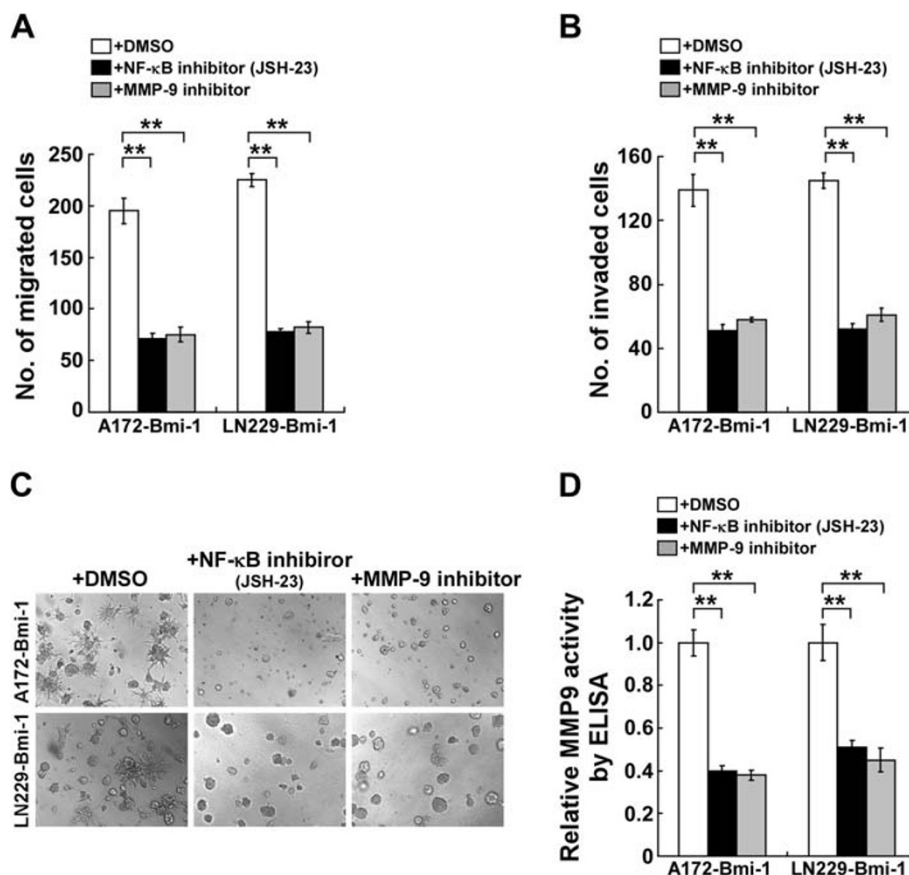 A
+DMSO
+NF-κB inhibitor (JSH-23)
+MMP-9 inhibitor
** **
** **
250
200
150
100
50
0
No. of migrated cells
A172-Bmi-1 LN229-Bmi-1
B
+DMSO
+NF-κB inhibitor (JSH-23)
+MMP-9 inhibitor
** **
** **
160
120
80
40
0
No. of invaded cells
A172-Bmi-1 LN229-Bmi-1
C
+DMSO
+NF-κB inhibiror
(JSH-23)
+MMP-9 inhibitor
A172-Bmi-1
LN229-Bmi-1
D
+DMSO
+NF-κB inhibitor (JSH-23)
+MMP-9 inhibitor
** **
** **
1.2
1.0
0.8
0.6
0.4
0.2
0
Relative MMP9 activity
by ELISA
A172-Bmi-1 LN229-Bmi-1